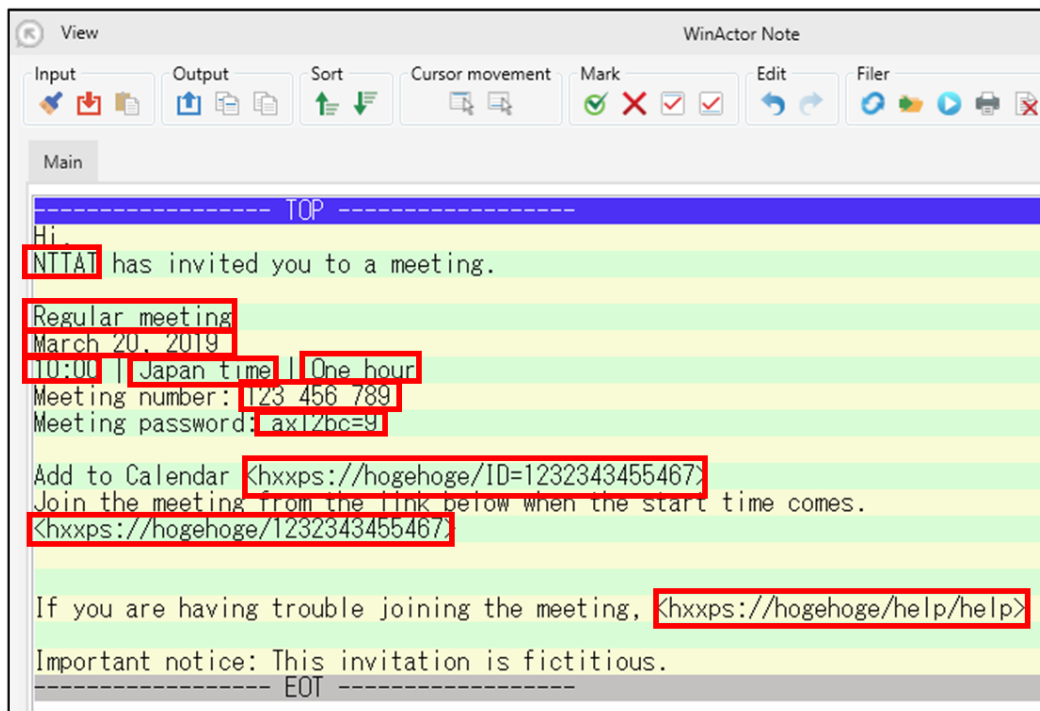 View WinActor Note
Input Output Sort Cursor movement Mark Edit Filer
Main
------------------ TOP ------------------
Hi.
NTTAT has invited you to a meeting.
Regular meeting
March 20, 2019
10:00 | Japan time | One hour
Meeting number: 123 456 789
Meeting password: ax12bc=9
Add to Calendar <hxxps://hogehoge/ID=1232343455467>
Join the meeting from the link below when the start time comes.
<hxxps://hogehoge/1232343455467>
If you are having trouble joining the meeting, <hxxps://hogehoge/help/help>
Important notice: This invitation is fictitious.
------------------ EOT ------------------